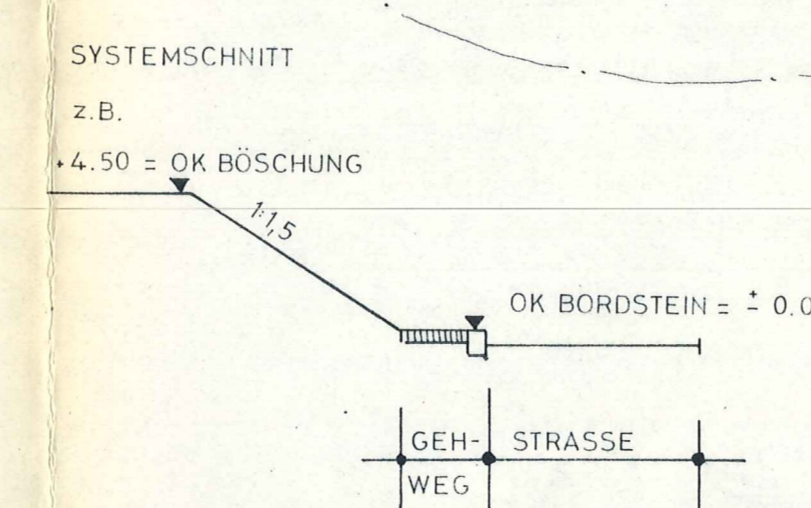 SYSTEMSCHNITT
z.B.
+4.50 = OK BÖSCHUNG
1:1,5
OK BORDSTEIN = ± 0.0
GEH- STRASSE
WEG